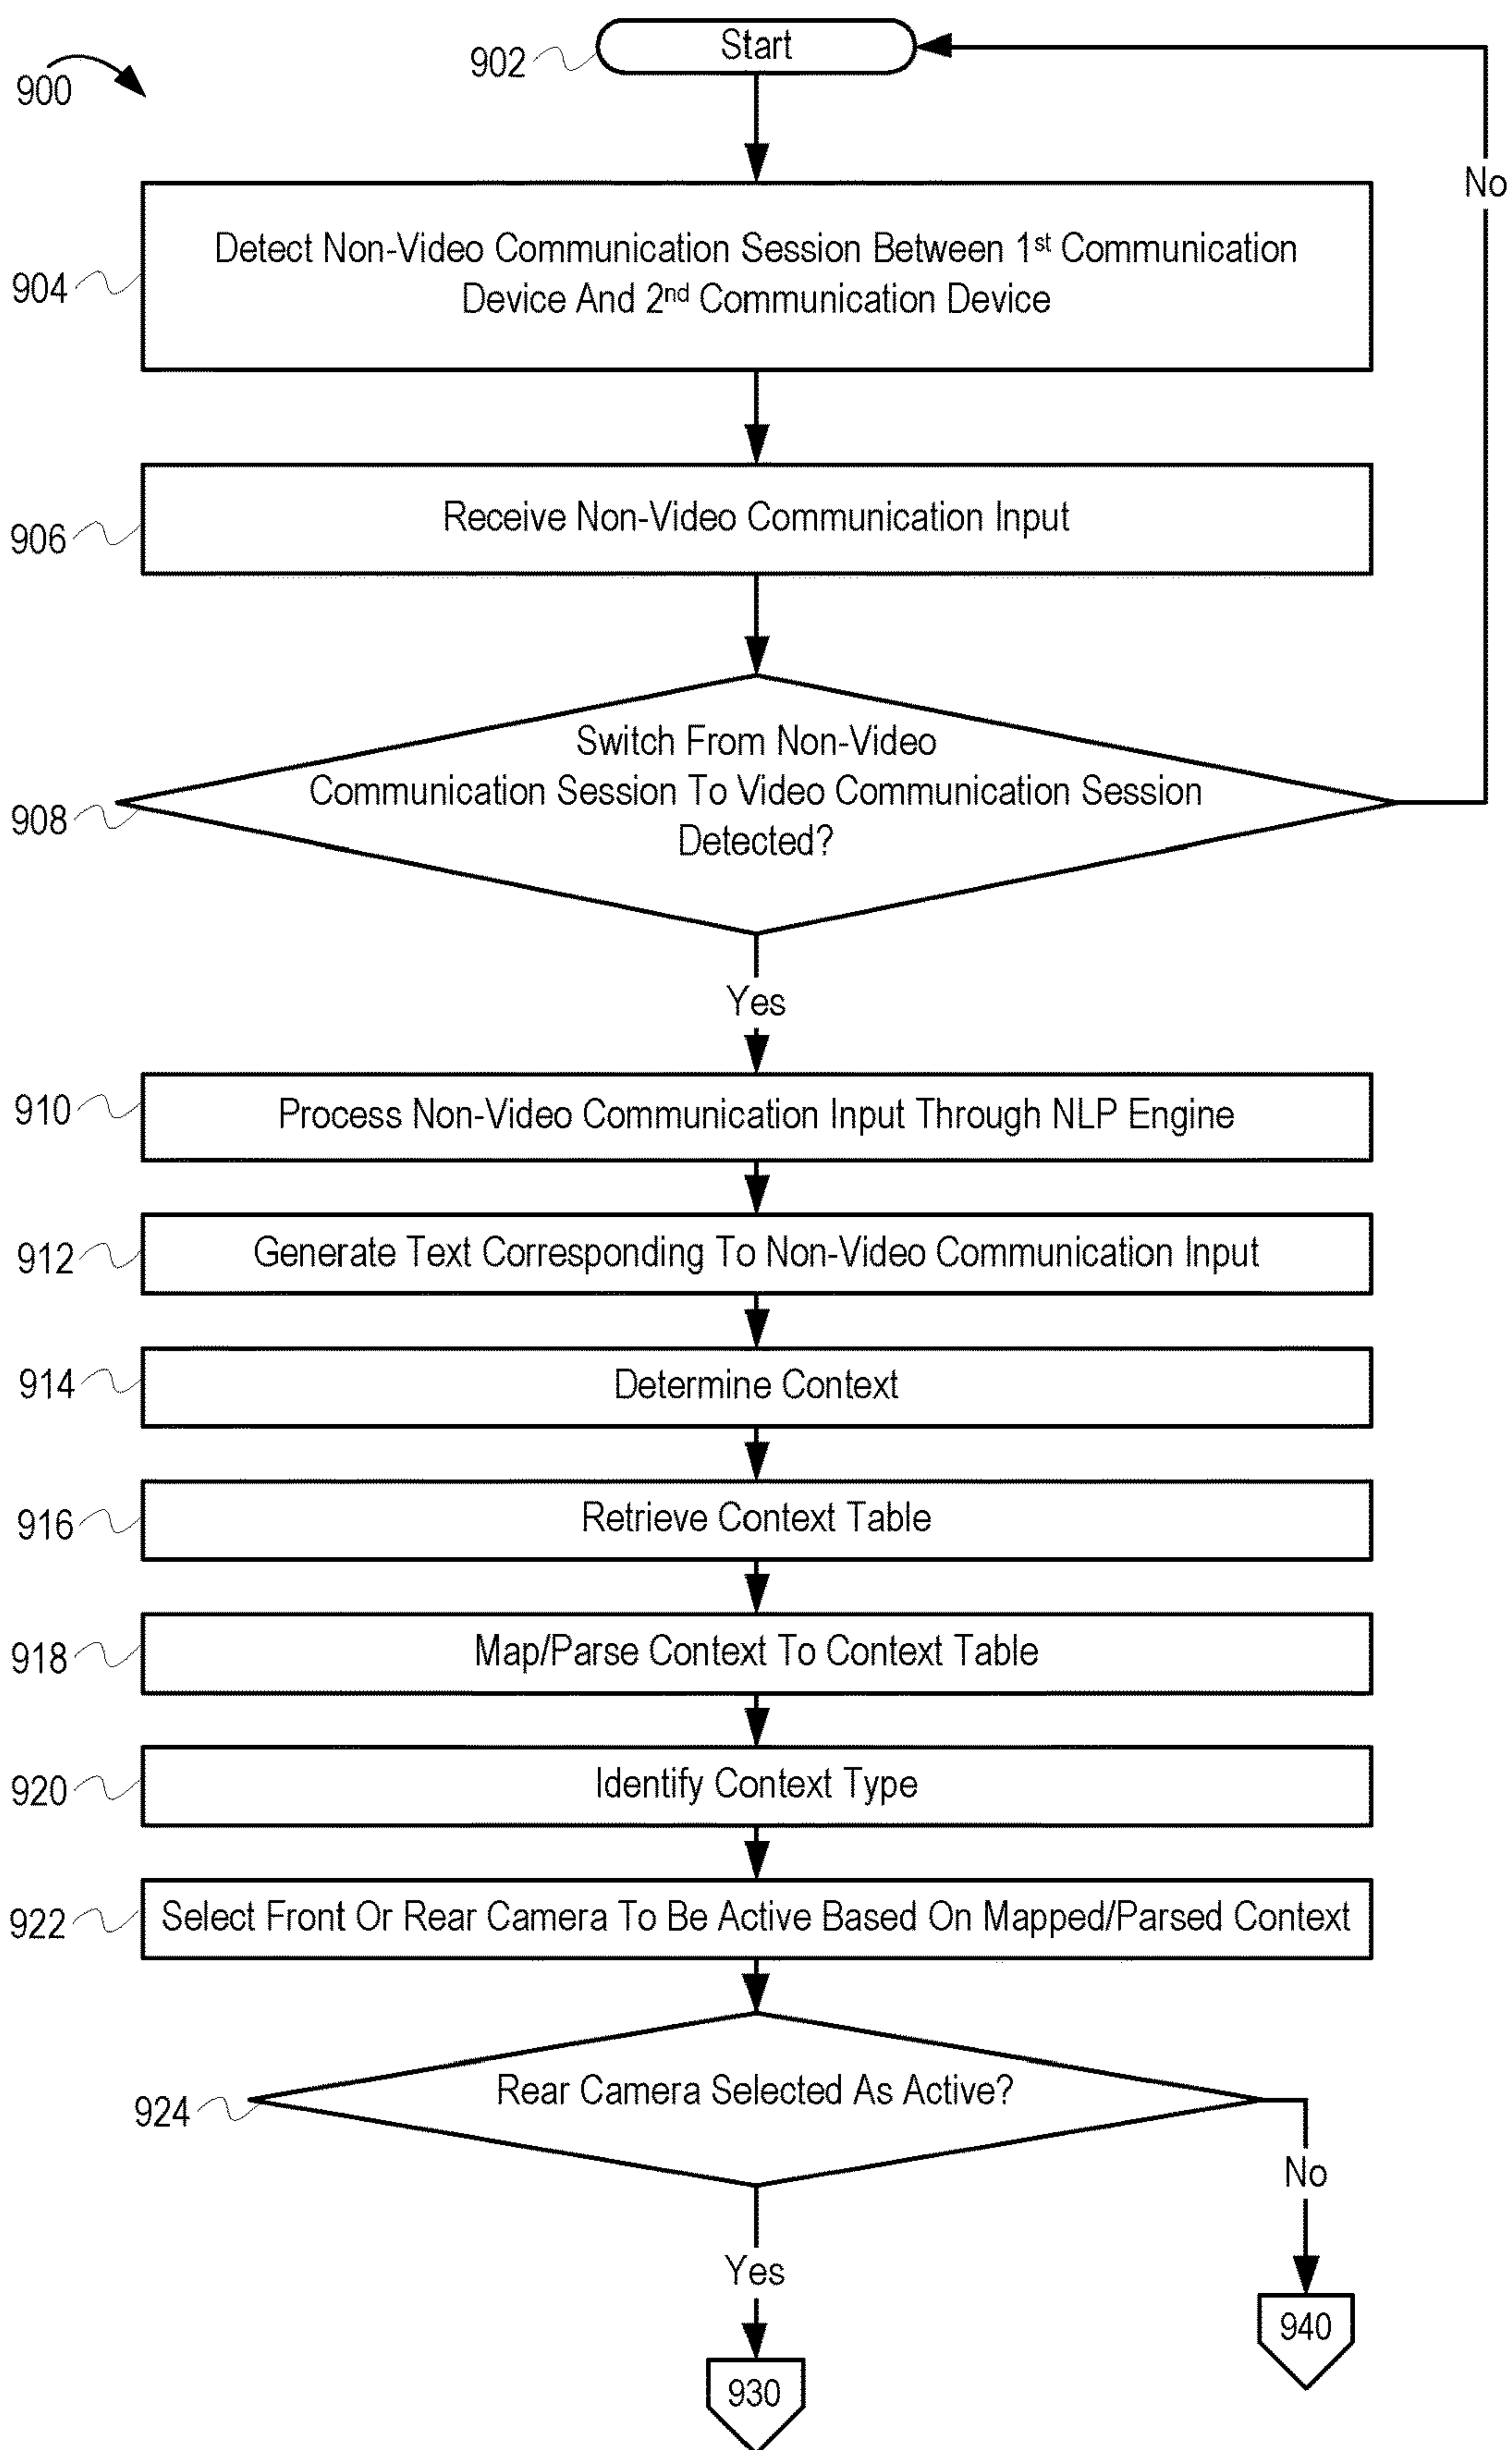 Start
902
900
No
Detect Non-Video Communication Session Between 1st Communication
Device And 2nd Communication Device
904
Receive Non-Video Communication Input
906
Switch From Non-Video
Communication Session To Video Communication Session
Detected?
908
Yes
910
Process Non-Video Communication Input Through NLP Engine
912
Generate Text Corresponding To Non-Video Communication Input
914
Determine Context
916
Retrieve Context Table
918
Map/Parse Context To Context Table
920
Identify Context Type
922
Select Front Or Rear Camera To Be Active Based On Mapped/Parsed Context
924
Rear Camera Selected As Active?
No
Yes
940
930